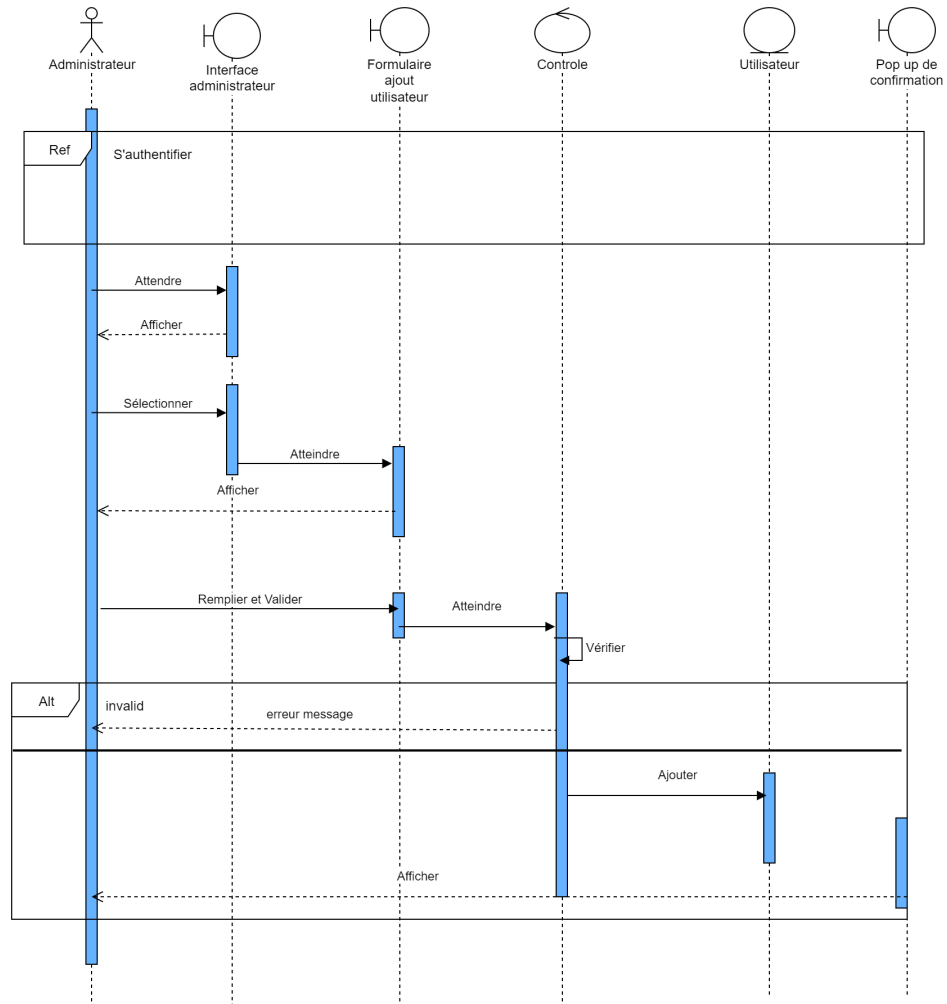 Administrateur
Interface
administrateur
Formulaire
ajout
utilisateur
Controle
Utilisateur
Pop up de
confirmation
Ref
S'authentifier
Attendre
Afficher
Sélectionner
Atteindre
Afficher
Remplier et Valider
Atteindre
Vérifier
Alt
invalid
erreur message
Ajouter
Afficher